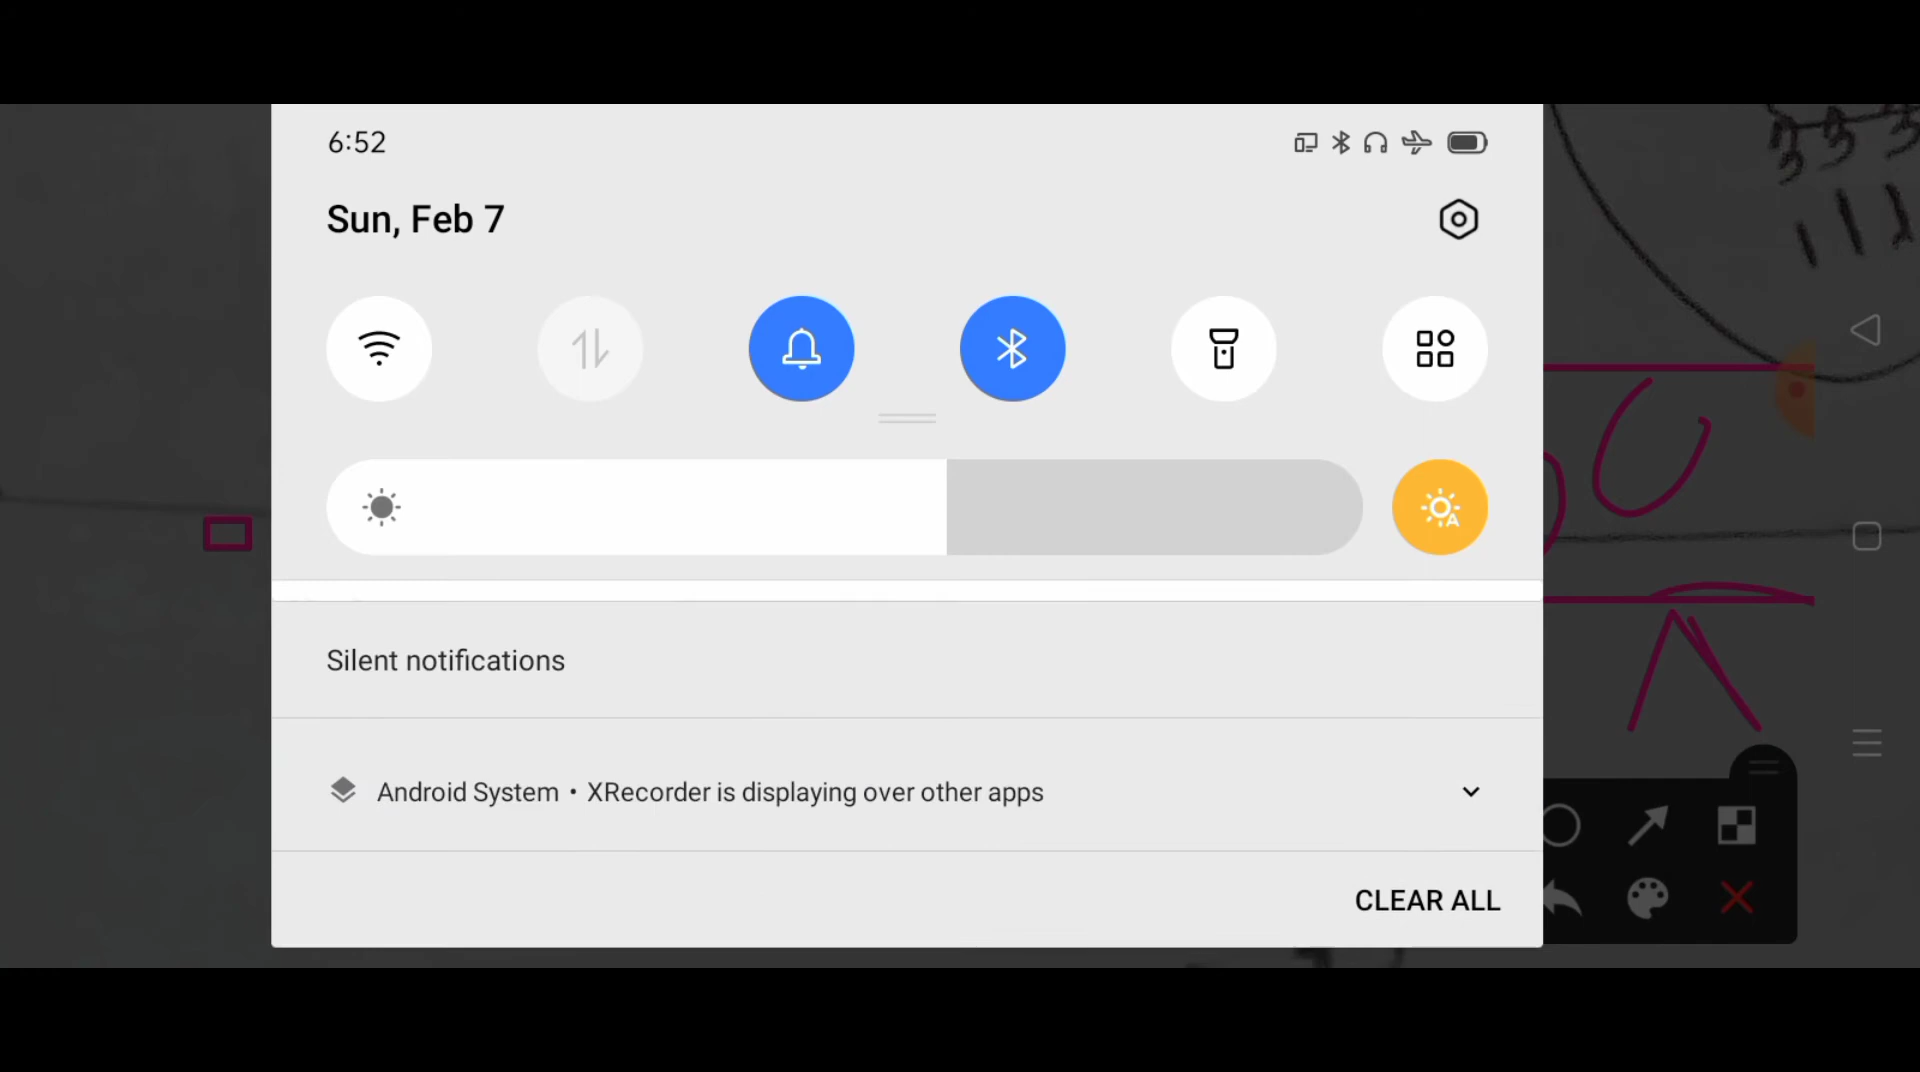 6:52
Sun, Feb 7
Silent notifications
Android System • XRecorder is displaying over other apps
CLEAR ALL